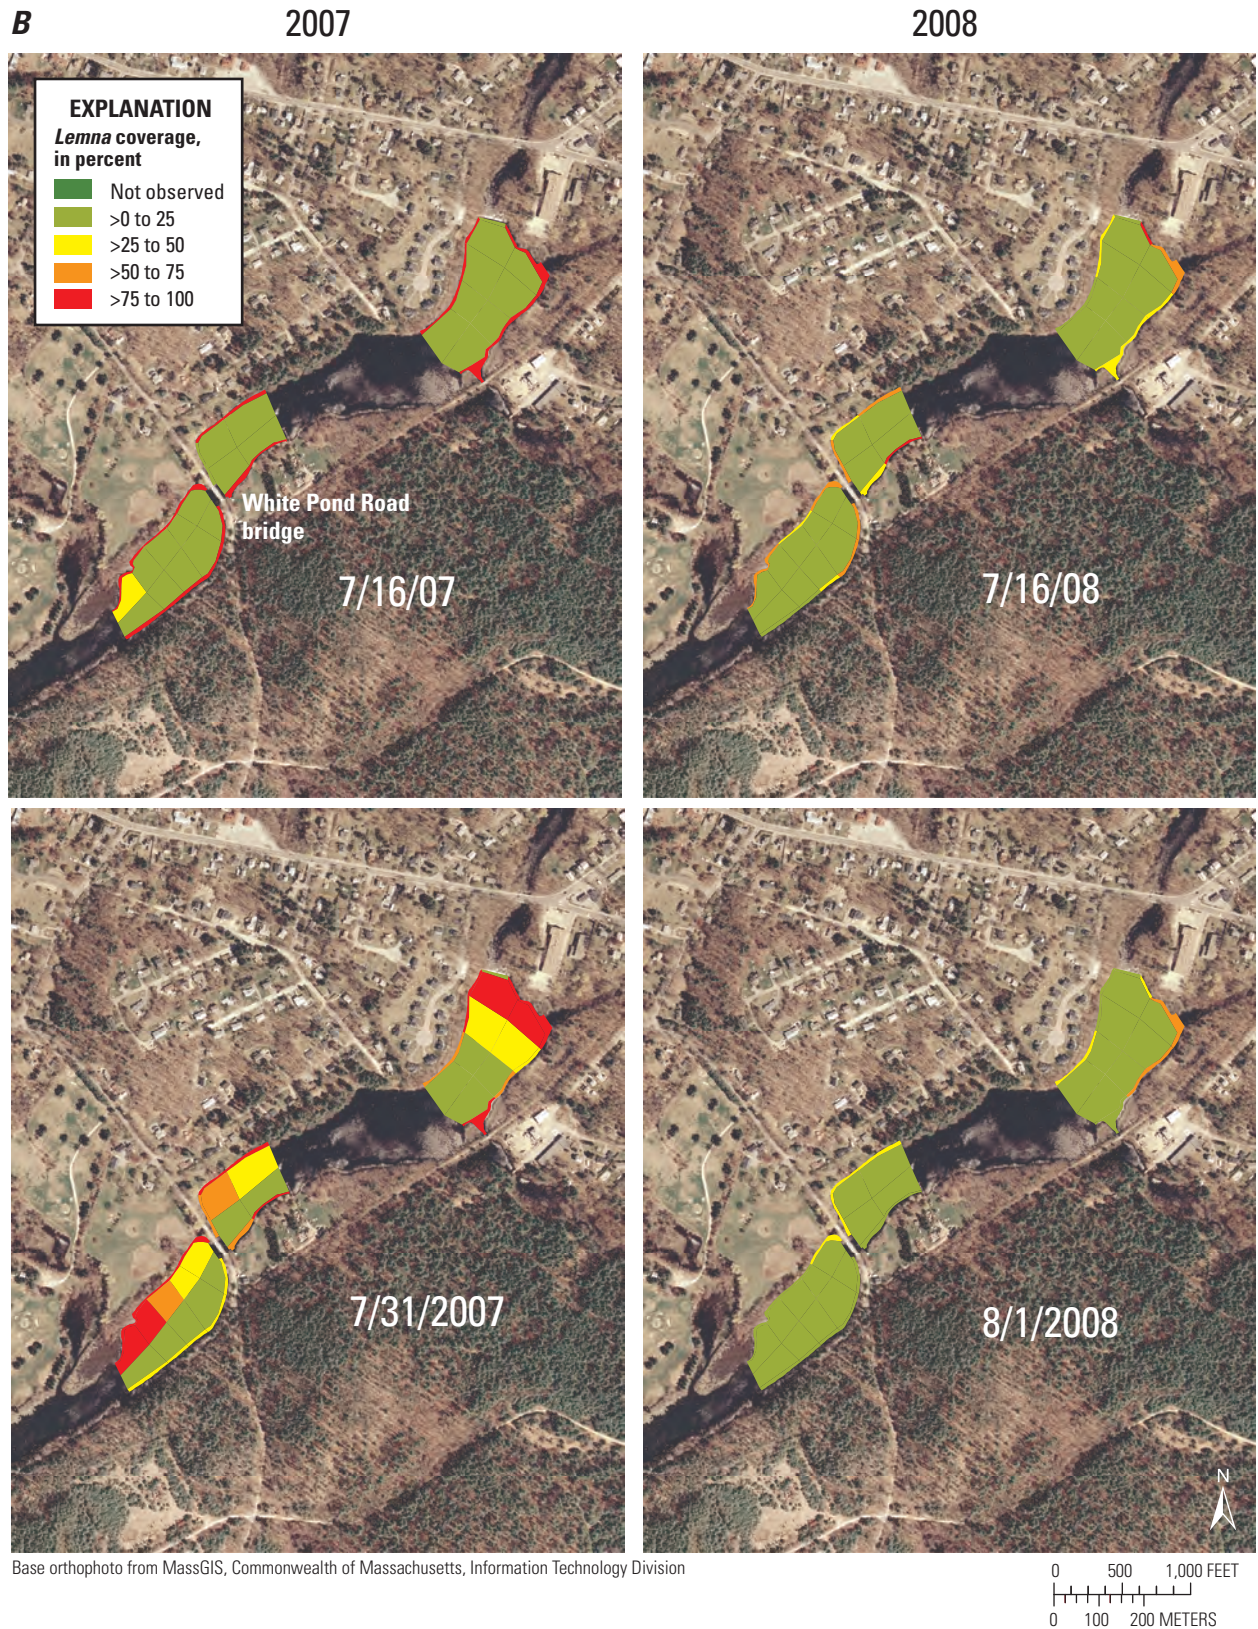 B
2007
2008
EXPLANATION
Lemna coverage,
in percent
Not observed
>0 to 25
>25 to 50
>50 to 75
>75 to 100
White Pond Road
bridge
7/16/07
7/16/08
7/31/2007
8/1/2008
N
Base orthophoto from MassGIS, Commonwealth of Massachusetts, Information Technology Division
0 500 1,000 FEET
0 100 200 METERS